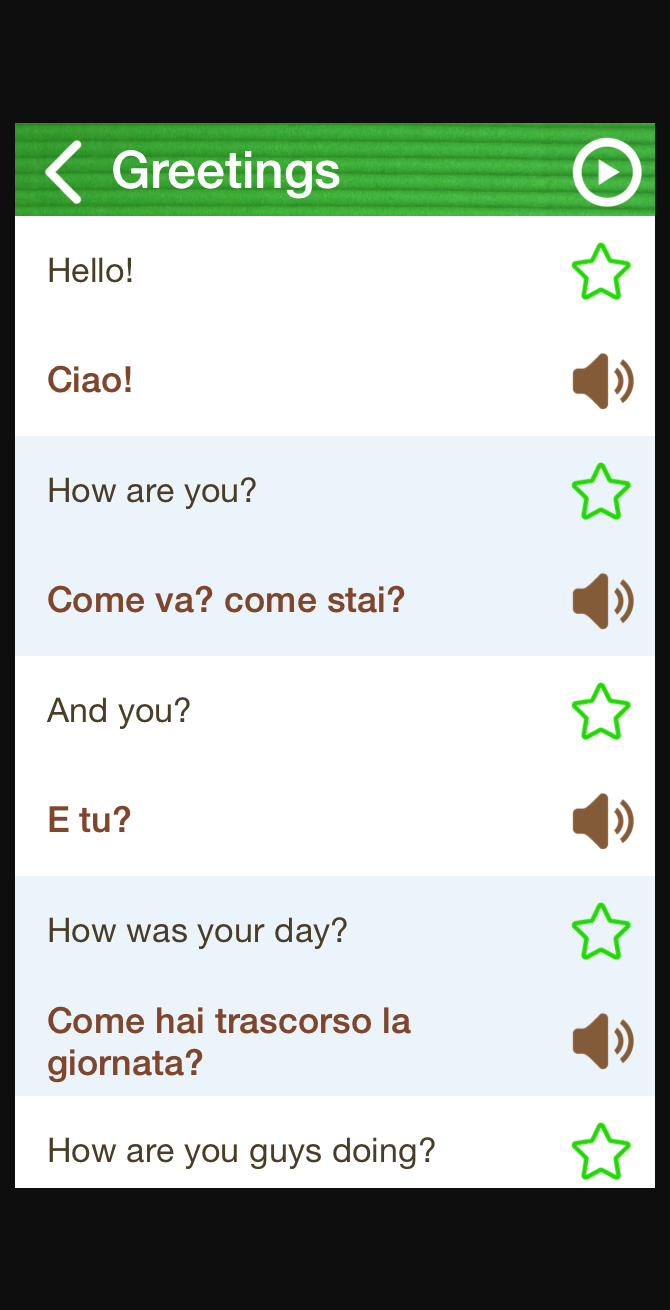 Greetings
Hello!
Ciao!
How are you?
Come va? come stai?
And you?
E tu?
How was your day?
Come hai trascorso la
giornata?
How are you guys doing?